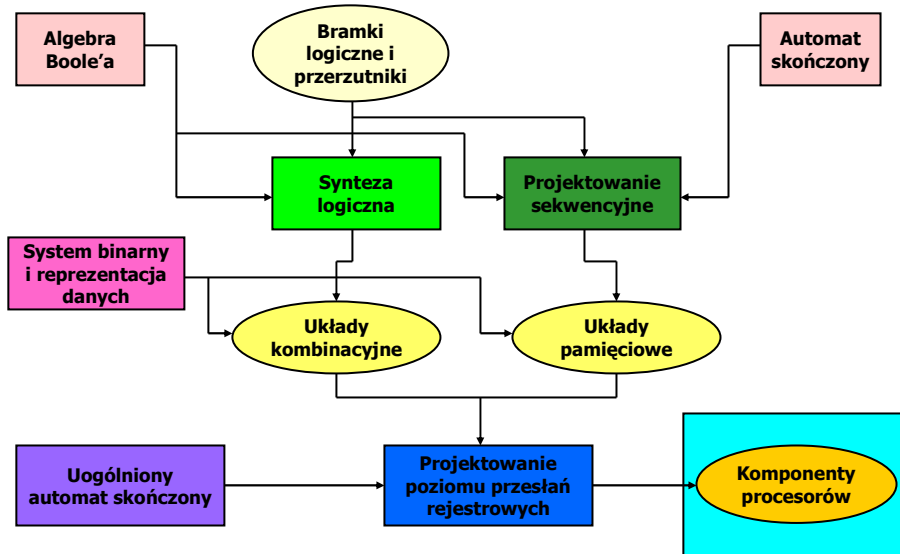 Algebra
Boole’a
Bramki
logiczne i
przerzutniki
Automat
skończony
Synteza
logiczna
Projektowanie
sekwencyjne
System binarny
i reprezentacja
danych
Układy
kombinacyjne
Układy
pamięciowe
Uogólniony
automat skończony
Projektowanie
poziomu przesłań
rejestrowych
Komponenty
procesorów